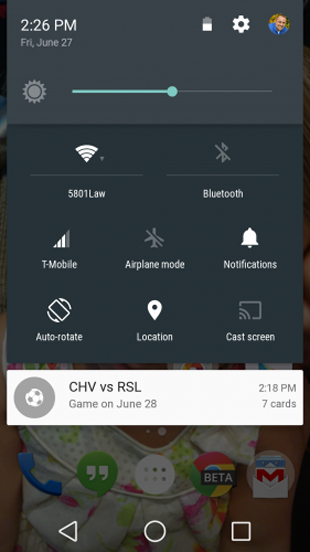 2:26 PM
Fri, June 27
5801Law
Bluetooth
T-Mobile
Airplane mode
Notifications
Auto-rotate
Location
Cast screen
CHV vs RSL
2:18 PM
Game on June 28
7 cards
BETA